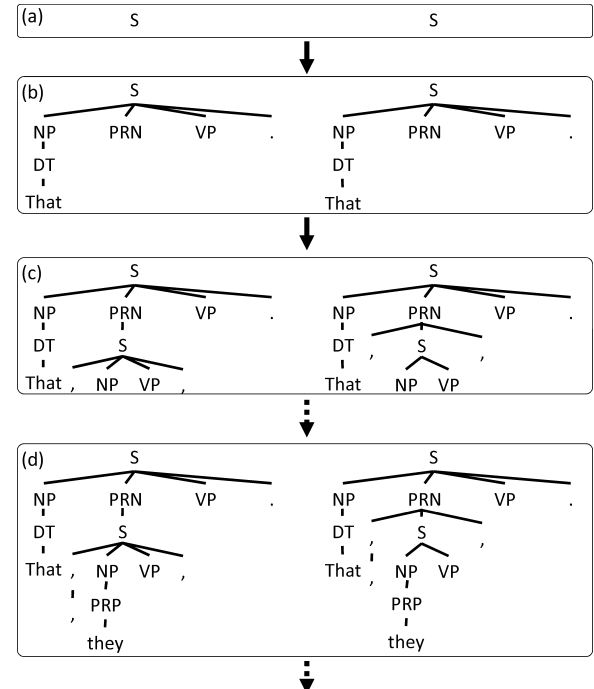 (a) S S
(b) S S
NP PRN VP . NP PRN VP .
DT DT
That That
(c) S S
NP PRN VP . NP PRN VP .
DT S DT , S ,
That , NP VP , That NP VP
(d) S S
NP PRN VP . NP PRN VP .
DT S DT , S ,
That , NP VP , That , NP VP
, PRP PRP
they they